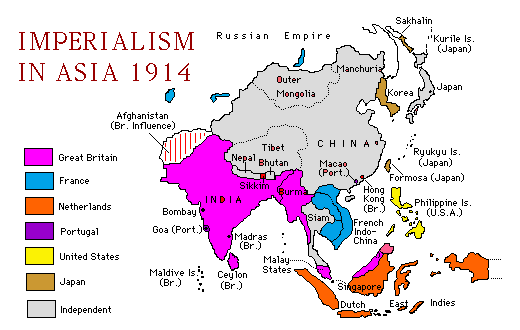 IMPERIALISM
IN ASIA 1914
Russian Empire
Sakhalin
Kurile Is.
(Japan)
Manchuria
Outer
Mongolia
Korea
Japan
Afghanistan
(Br. Influence)
Tibet
Nepal
Bhutan
CHINA
Sikkim
Macao
(Port.)
Ryukyu Is.
(Japan)
Formosa (Japan)
Great Britain
France
Netherlands
Portugal
United States
Japan
Independent
INDIA
Burma
Hong
Kong
(Br.)
Philippine Is.
(U.S.A.)
Bombay
Goa (Port.)
Siam
French
Indo-
China
Madras
(Br.)
Maldive Is.
(Br.)
Ceylon
(Br.)
Malay
States
Singapore
Dutch East Indies